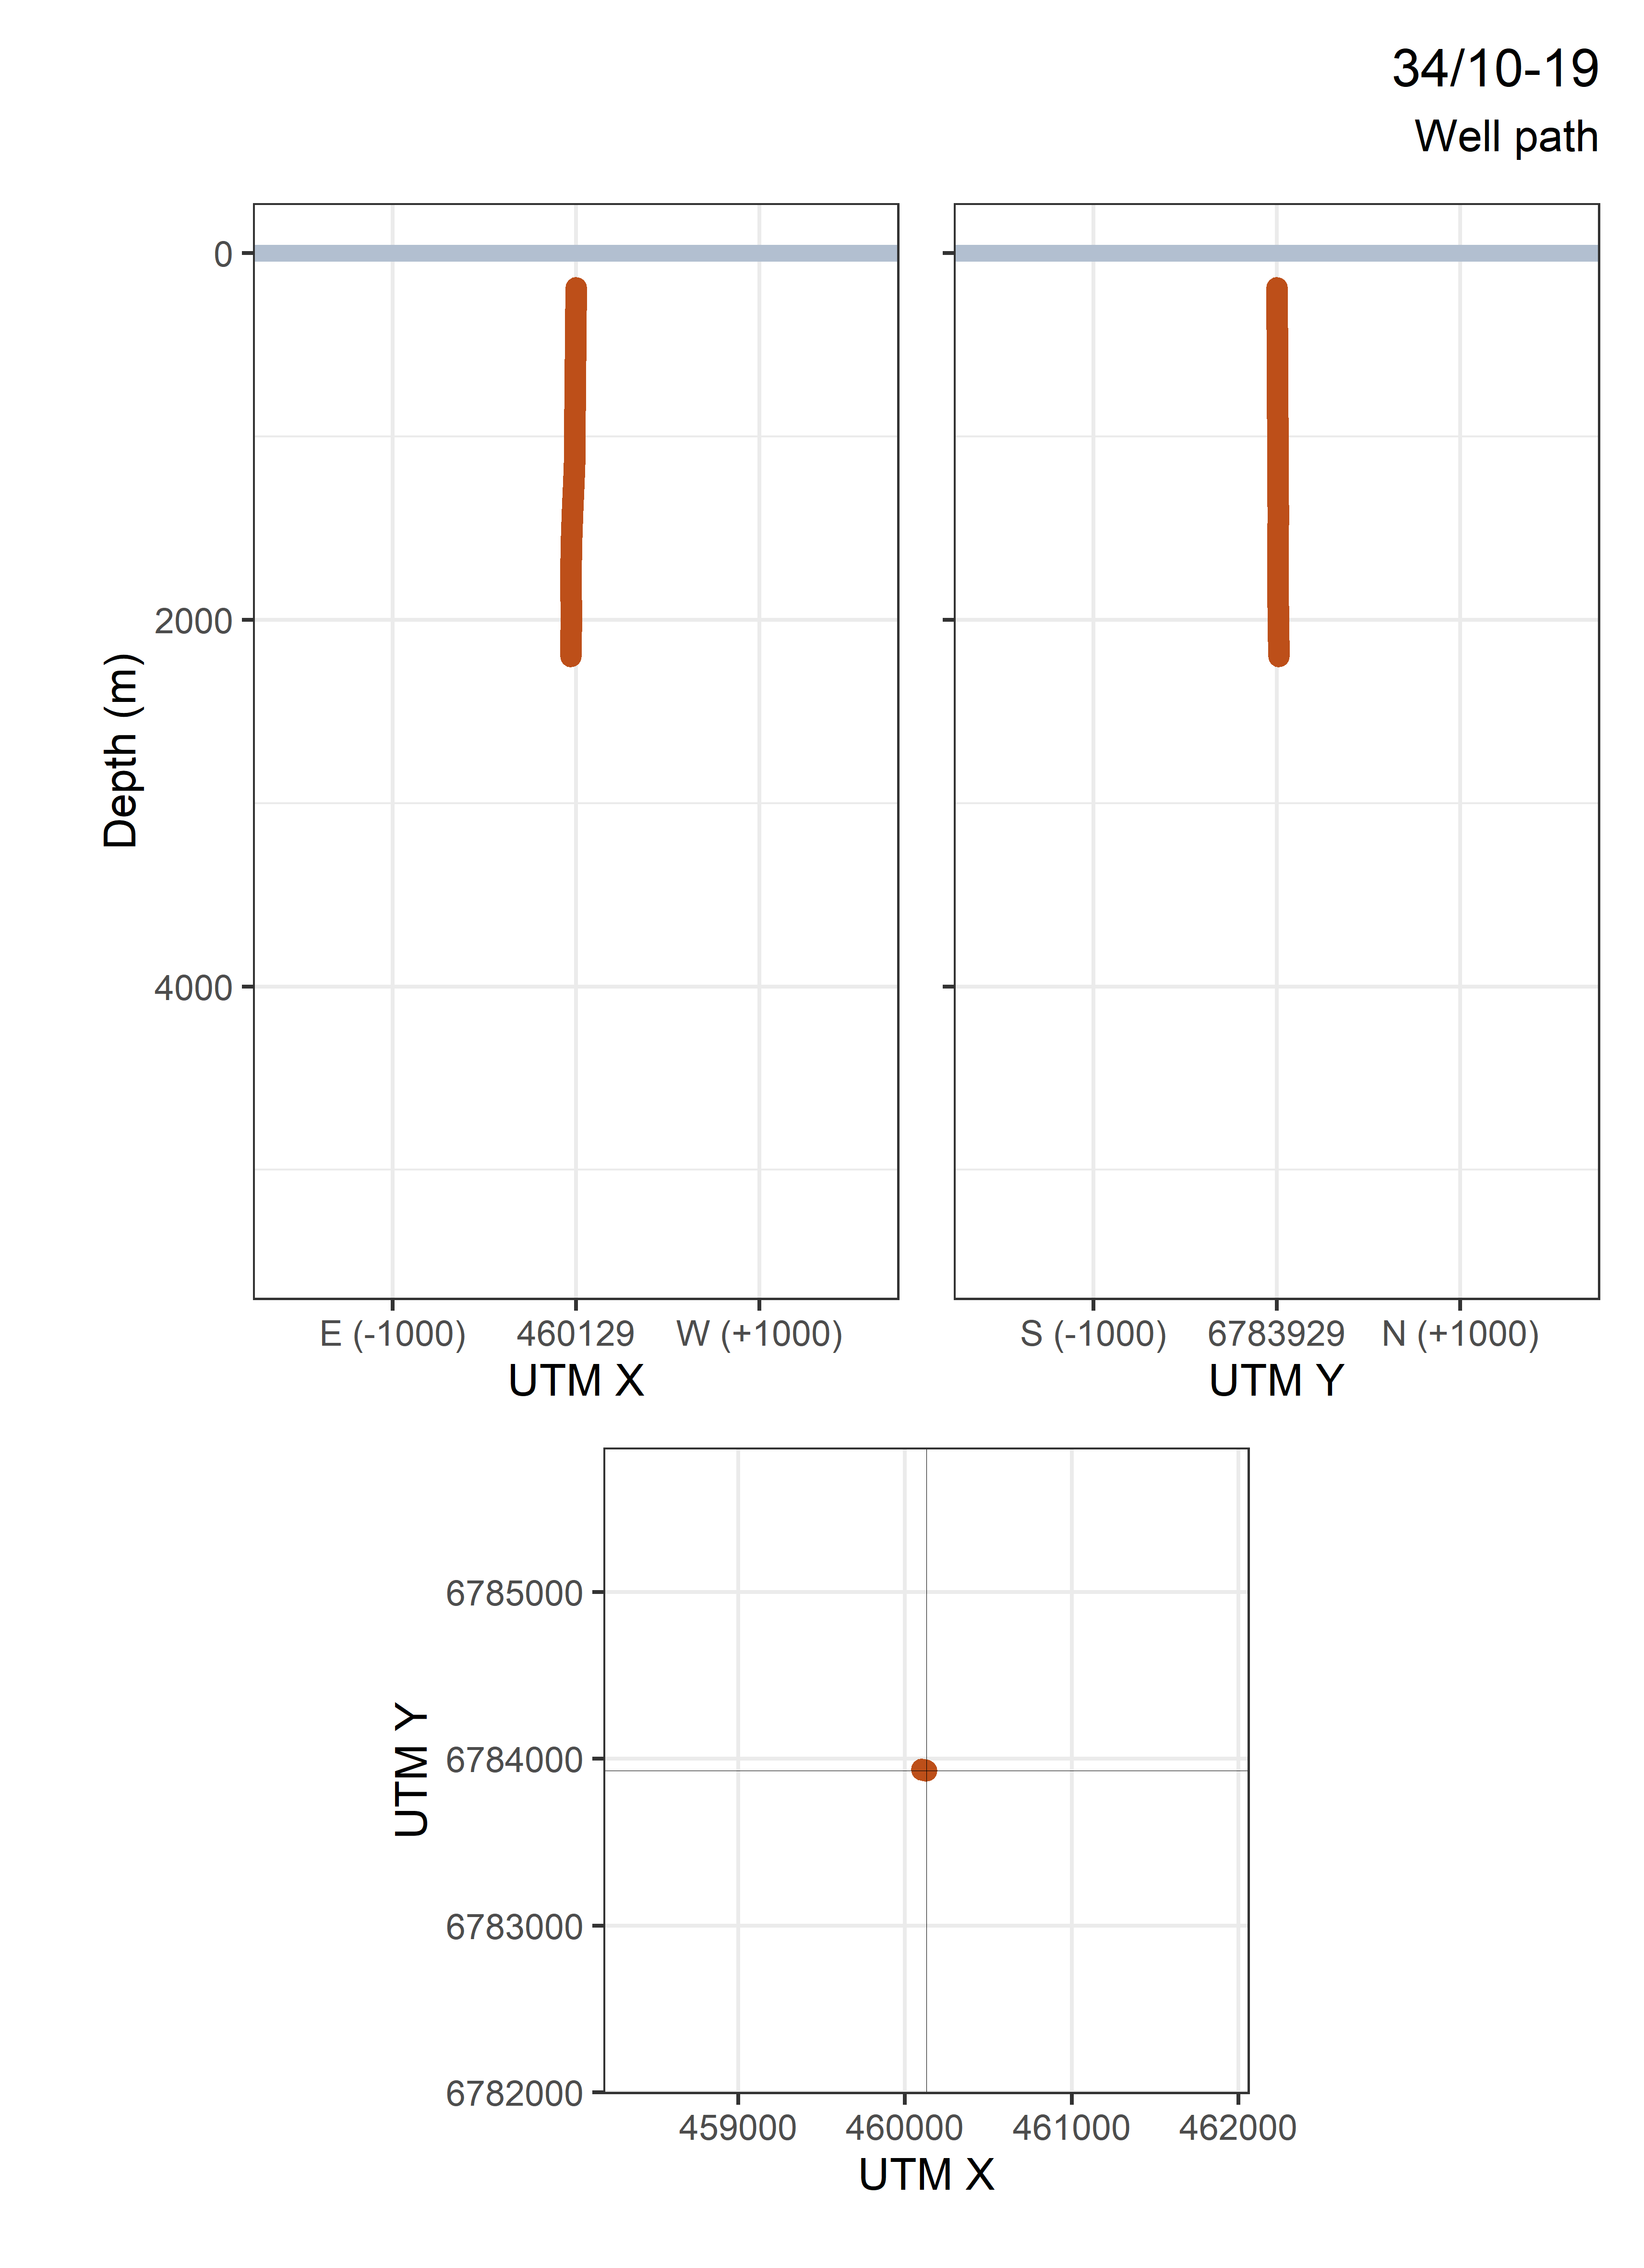 34/10-19
Well path
0
2000
4000
Depth (m)
E (-1000) 460129 W (+1000)
UTM X
S (-1000) 6783929 N (+1000)
UTM Y
6785000
6784000
6783000
6782000
UTM Y
459000 460000 461000 462000
UTM X